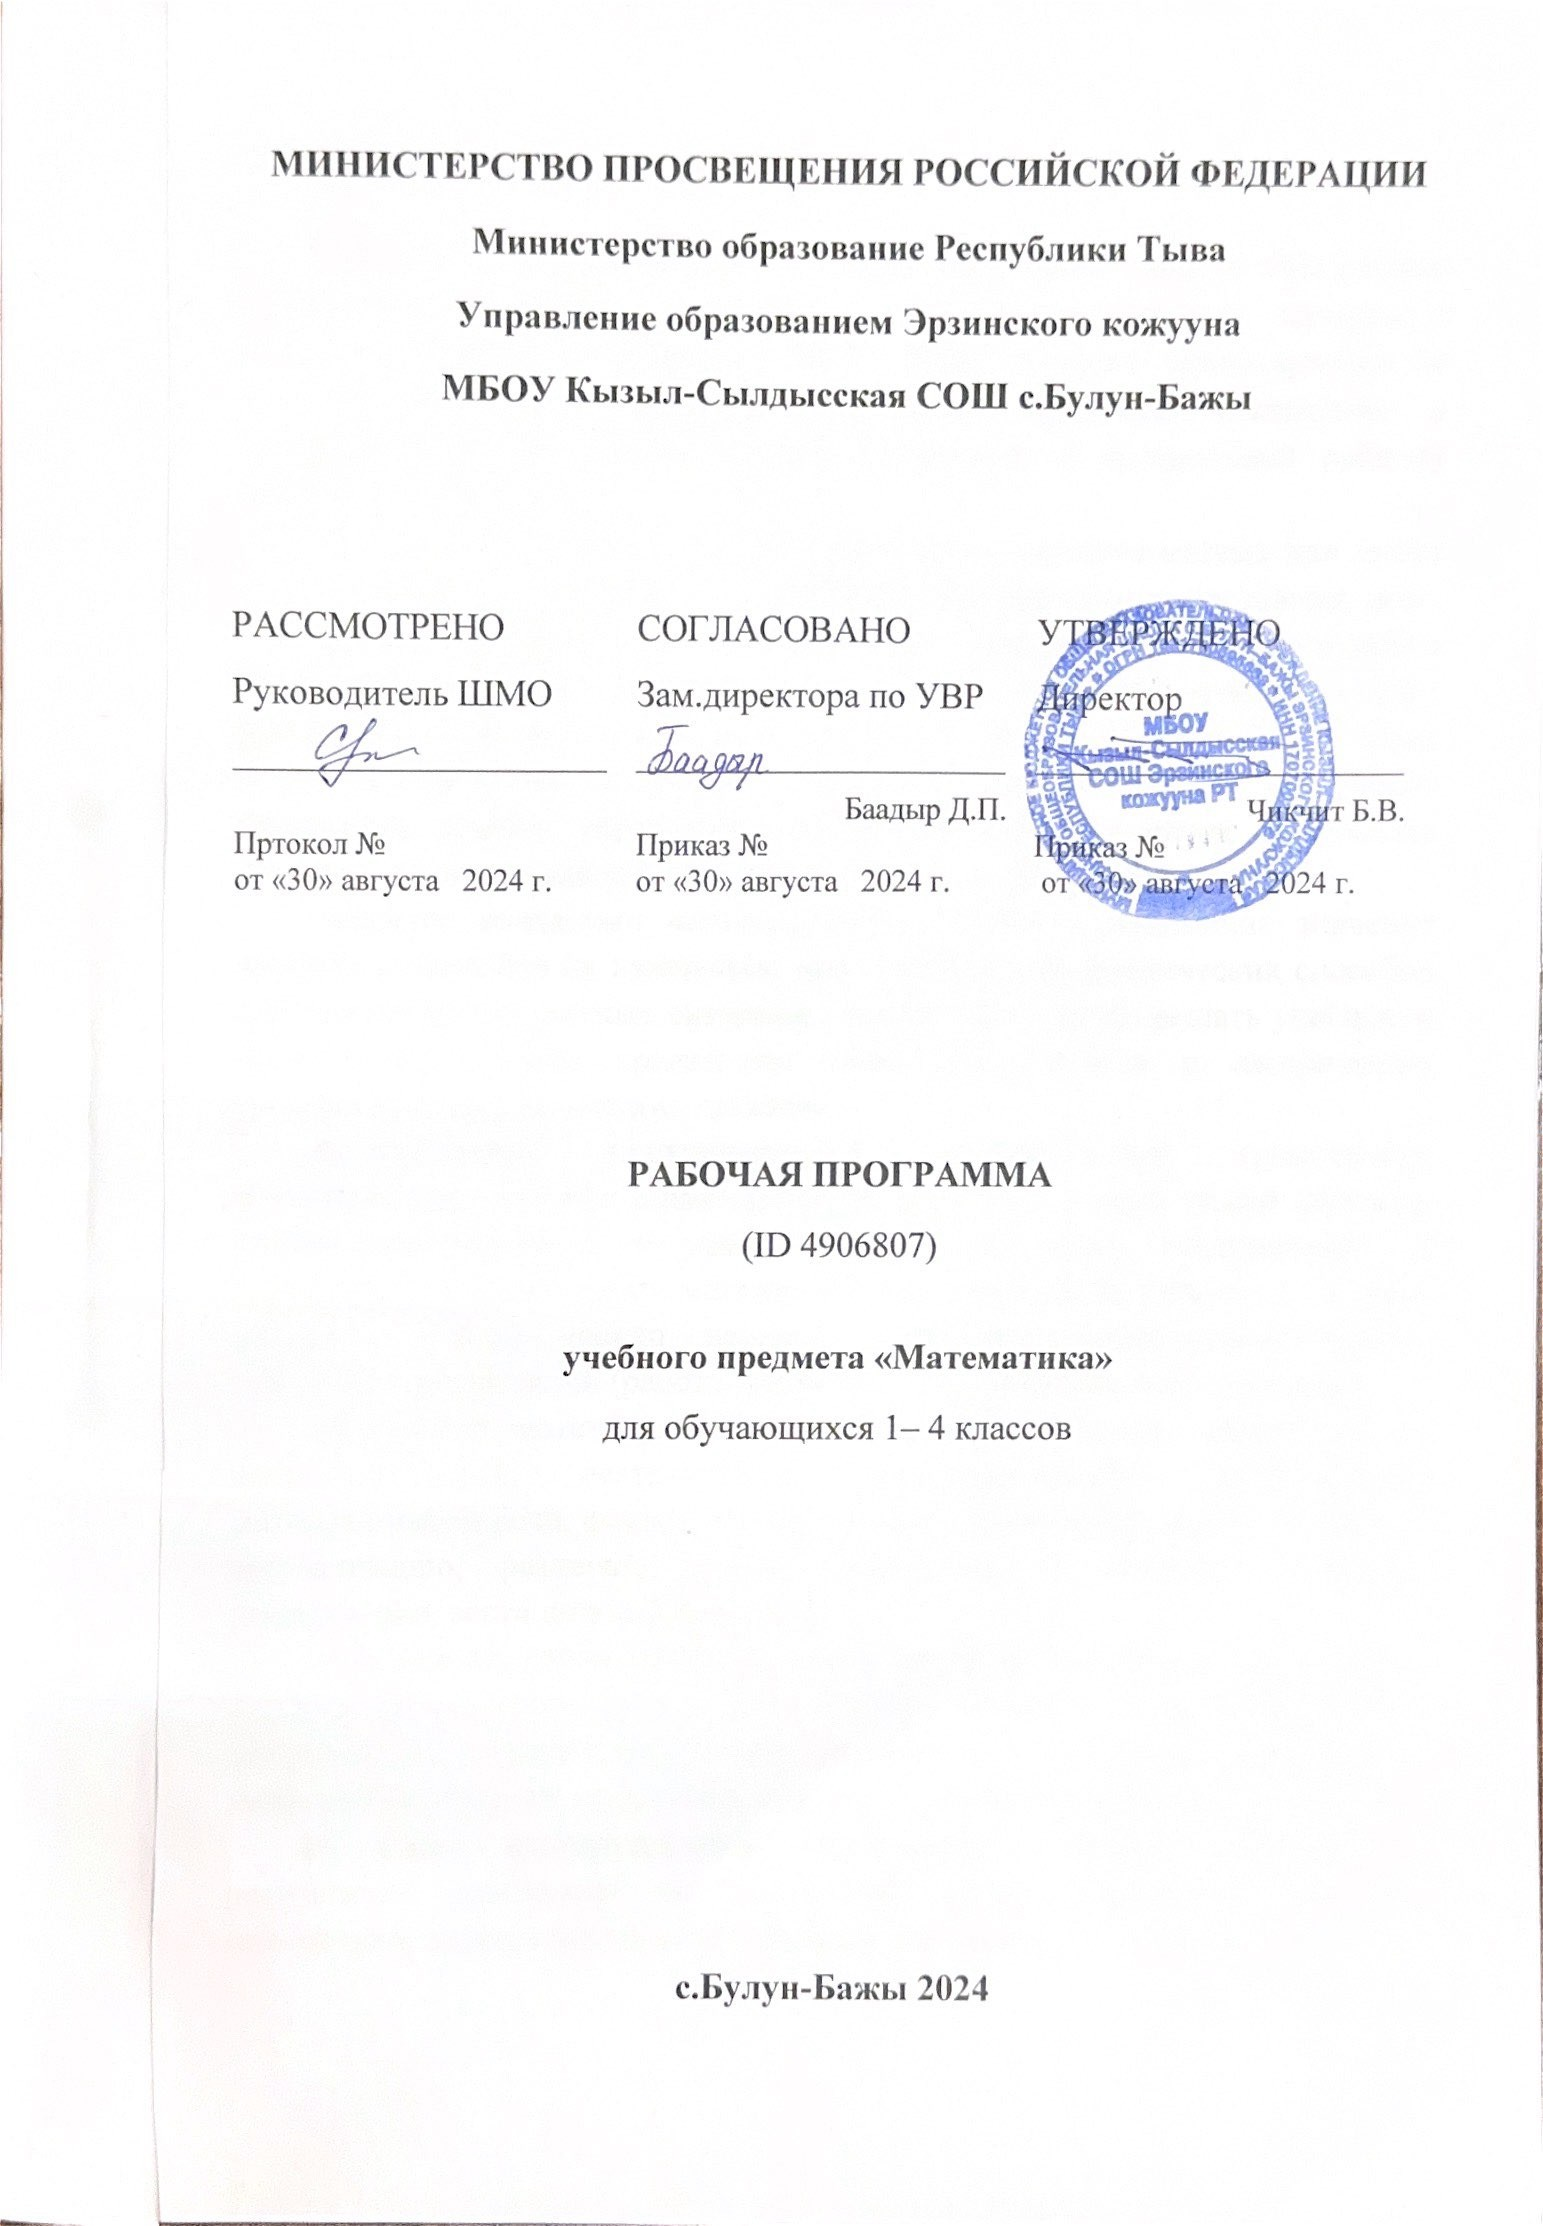 МИНИСТЕРСТВО ПРОСВЕЩЕНИЯ РОССИЙСКОЙ ФЕДЕРАЦИИ
Министерство образование Республики Тыва
Управление образованием Эрзинского кожууна
МБОУ Кызыл-Сылдысская СОШ с.Булун-Бажы
РАССМОТРЕНО
Руководитель ШМО
Пртокол №
от «30» августа 2024 г.
СОГЛАСОВАНО
Зам.директора по УВР
Баадыр
Баадыр Д.П.
Приказ №
от «30» августа 2024 г.
УТВЕРЖДЕНО
Директор
МБОУ
Кызыл-Сылдысская
СОШ Эрзинского
кожууна РТ
Чикчит Б.В.
Приказ №
от «30» августа 2024 г.
РАБОЧАЯ ПРОГРАММА
(ID 4906807)
учебного предмета «Математика»
для обучающихся 1– 4 классов
с.Булун-Бажы 2024